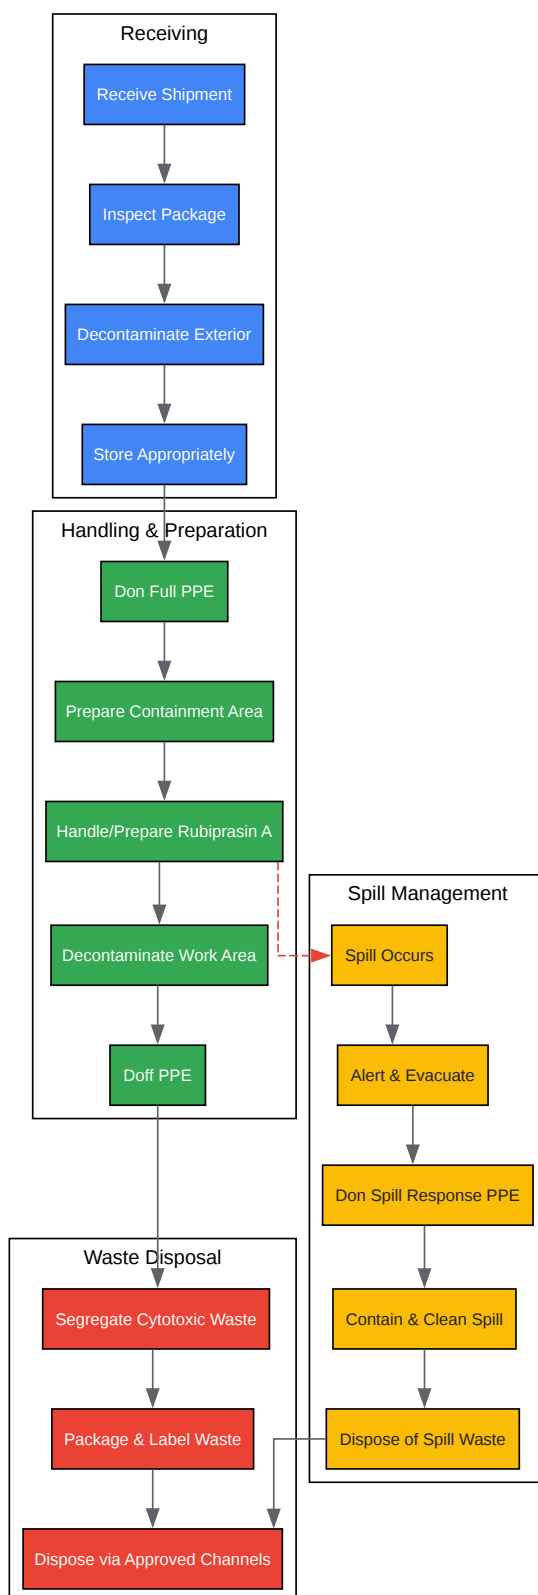 Receiving
Receive Shipment
Inspect Package
Decontaminate Exterior
Store Appropriately
Handling & Preparation
Don Full PPE
Prepare Containment Area
Handle/Prepare Rubiprasin A
Decontaminate Work Area
Doff PPE
Spill Management
Spill Occurs
Alert & Evacuate
Don Spill Response PPE
Contain & Clean Spill
Dispose of Spill Waste
Waste Disposal
Segregate Cytotoxic Waste
Package & Label Waste
Dispose via Approved Channels